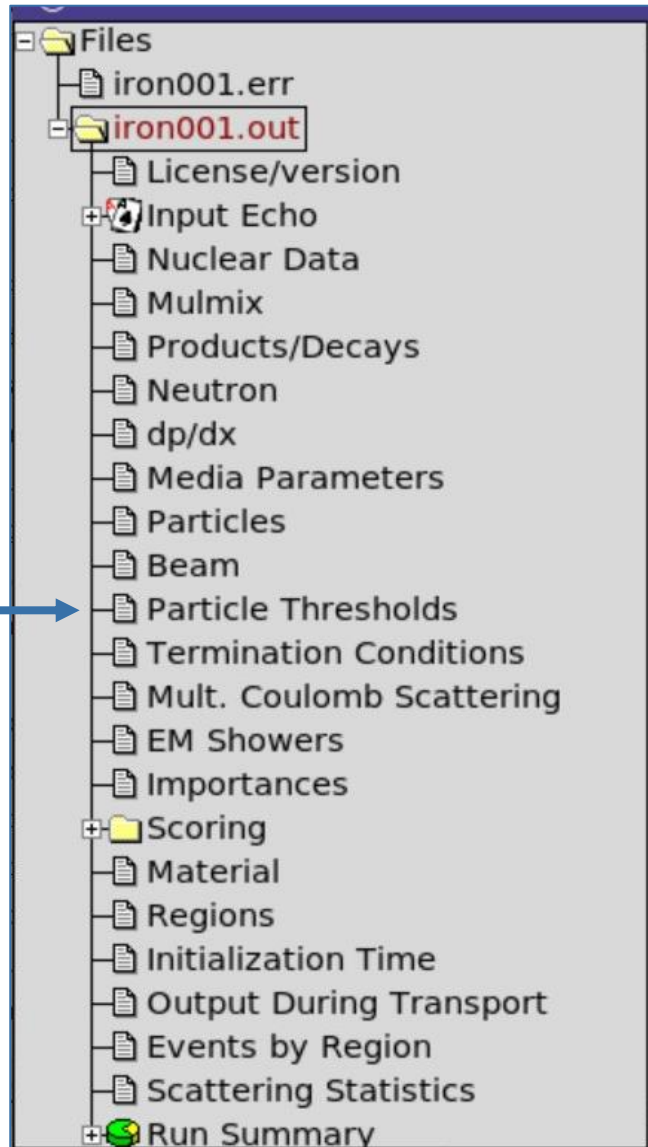 Files
iron001.err
iron001.out
License/version
Input Echo
Nuclear Data
Mulmix
Products/Decays
Neutron
dp/dx
Media Parameters
Particles
Beam
Particle Thresholds
Termination Conditions
Mult. Coulomb Scattering
EM Showers
Importances
Scoring
Material
Regions
Initialization Time
Output During Transport
Events by Region
Scattering Statistics
Run Summary